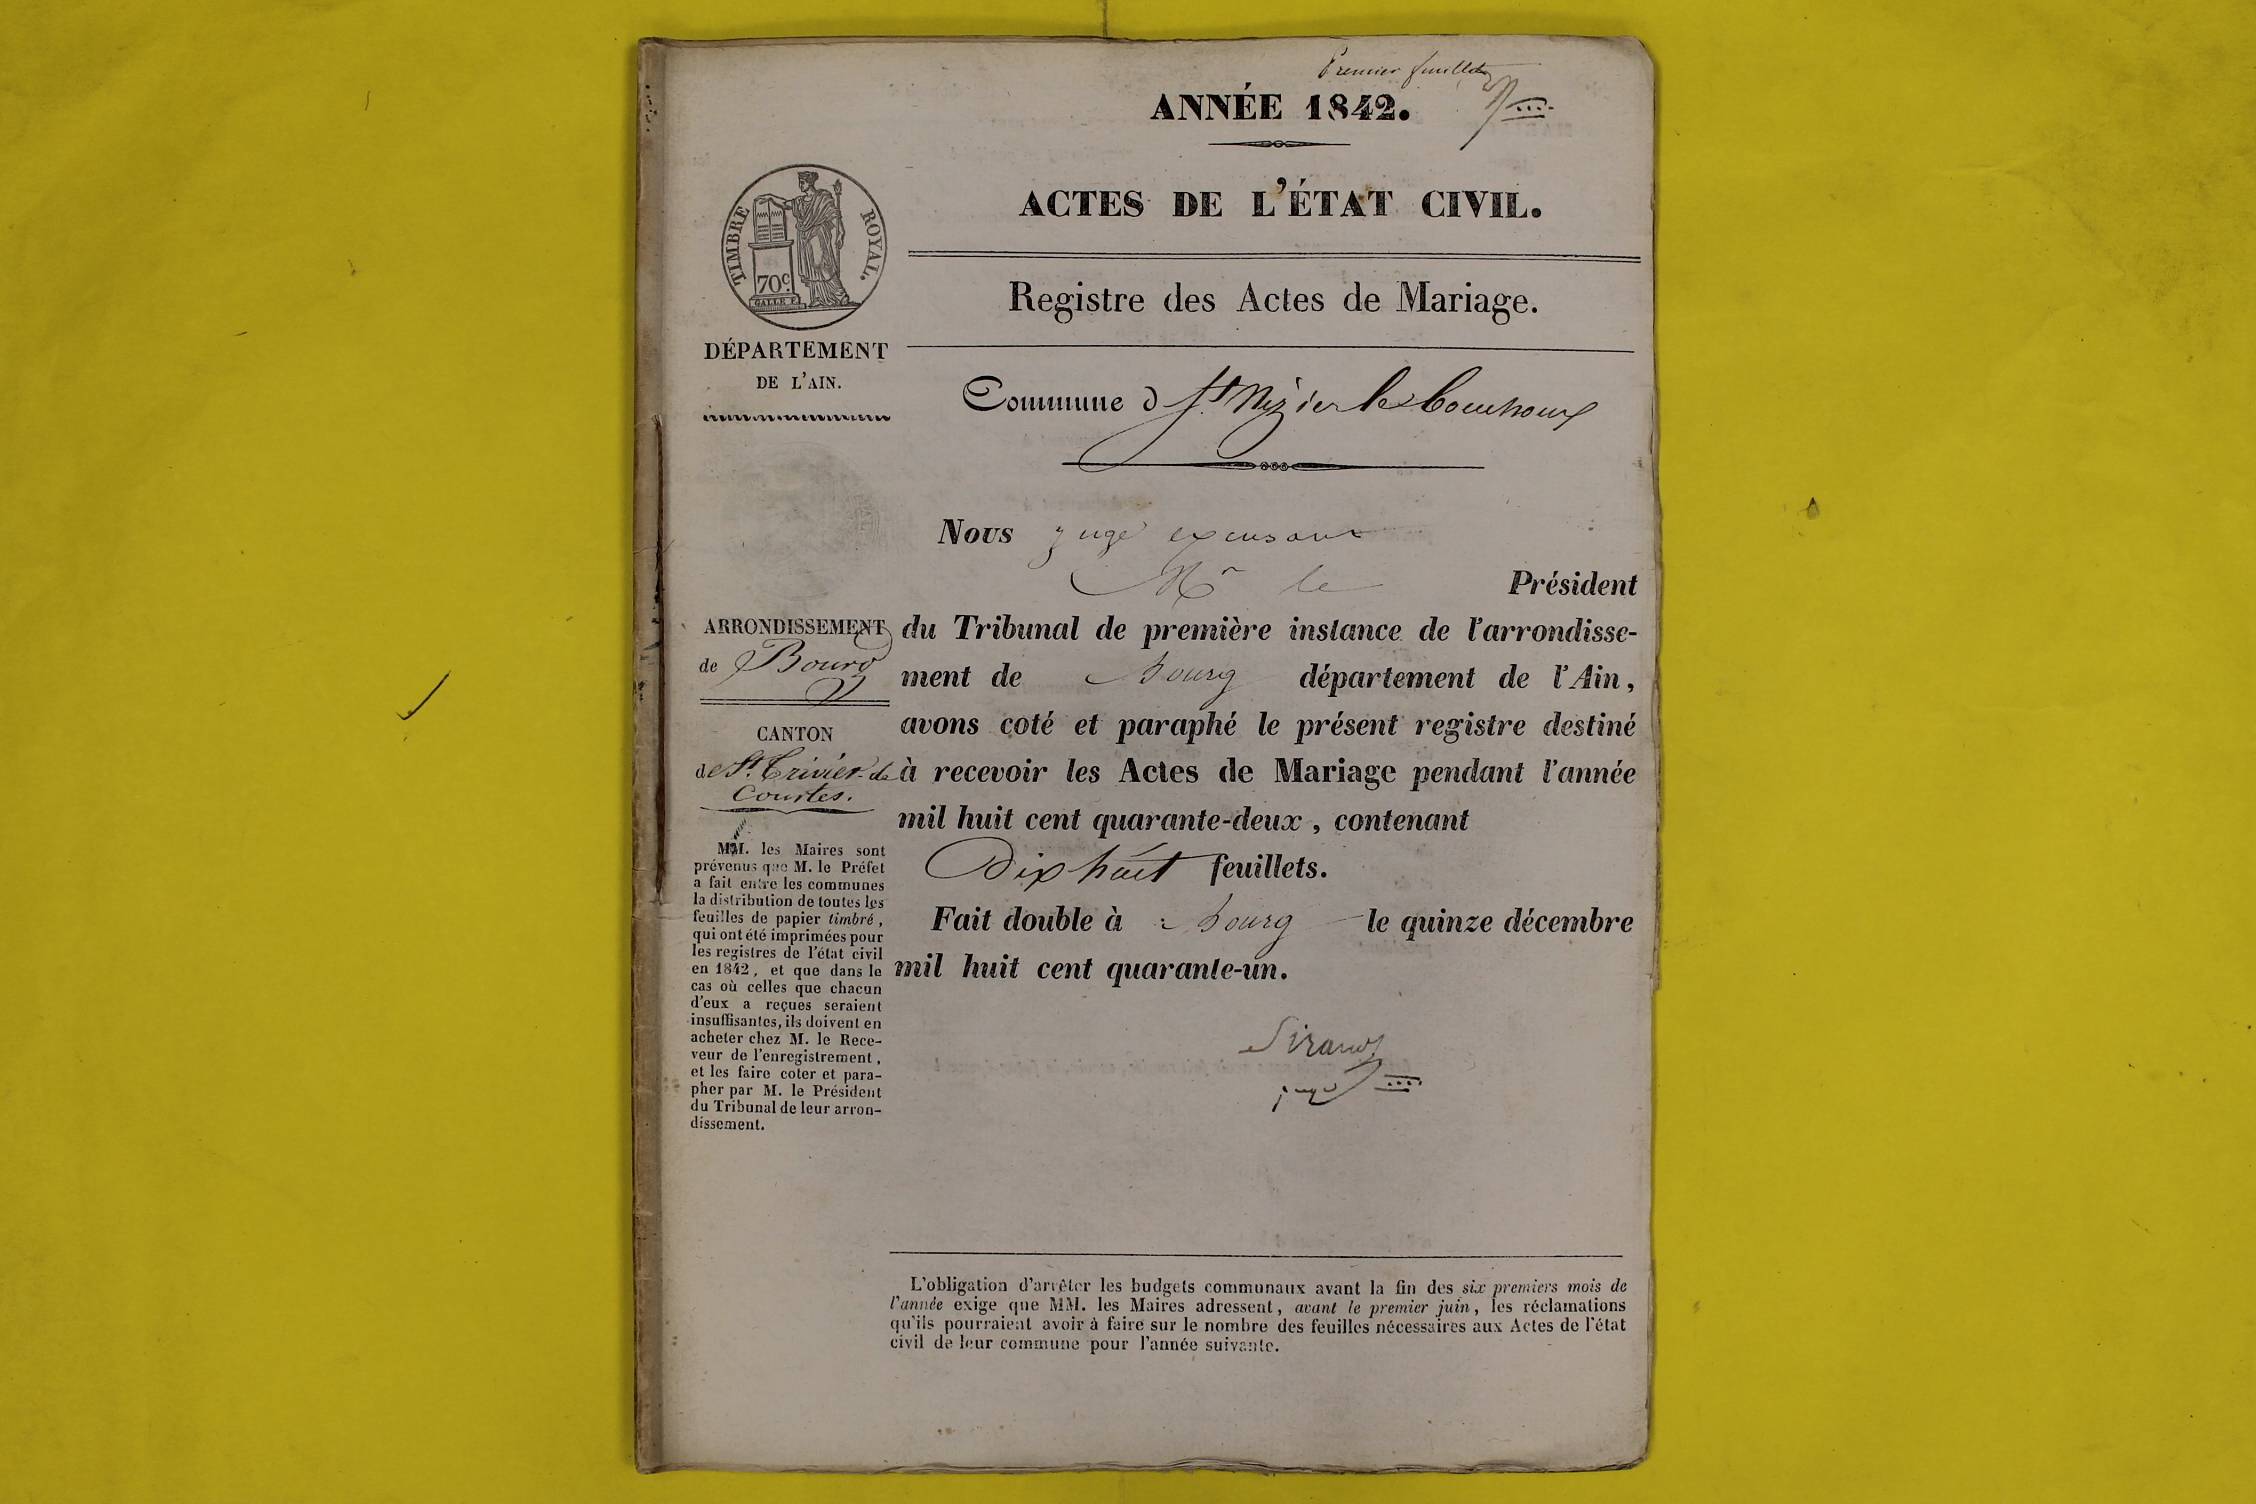 Premier feuillet
ANNÉE 1842.
ACTES DE L'ÉTAT CIVIL.
Registre des Actes de Mariage.
Commune d St Nizier le bouchoux
TIMBRE ROYAL.
70c.
GALLE F.
DÉPARTEMENT
DE L'AIN.
ARRONDISSEMENT
de Bourg
CANTON
de St. Trivier-de
Courtes.
MM. les Maires sont
prévenus que M. le Préfet
a fait entre les communes
la distribution de toutes les
feuilles de papier timbré,
qui ont été imprimées pour
les registres de l'état civil
en 1842, et que dans le
cas où celles que chacun
d'eux a reçues seraient
insuffisantes, ils doivent en
acheter chez M. le Rece-
veur de l'enregistrement,
et les faire coter et para-
pher par M. le Président
du Tribunal de leur arron-
dissement.
Nous juge
Mr le Président
du Tribunal de première instance de l'arrondisse-
ment de Bourg département de l'Ain,
avons coté et paraphé le présent registre destiné
à recevoir les Actes de Mariage pendant l'année
mil huit cent quarante-deux, contenant
Dix huit feuillets.
Fait double à Bourg le quinze décembre
mil huit cent quarante-un.
juge
L'obligation d'arrêter les budgets communaux avant la fin des six premiers mois de
l'année exige que MM. les Maires adressent, avant le premier juin, les réclamations
qu'ils pourraient avoir à faire sur le nombre des feuilles nécessaires aux Actes de l'état
civil de leur commune pour l'année suivante.